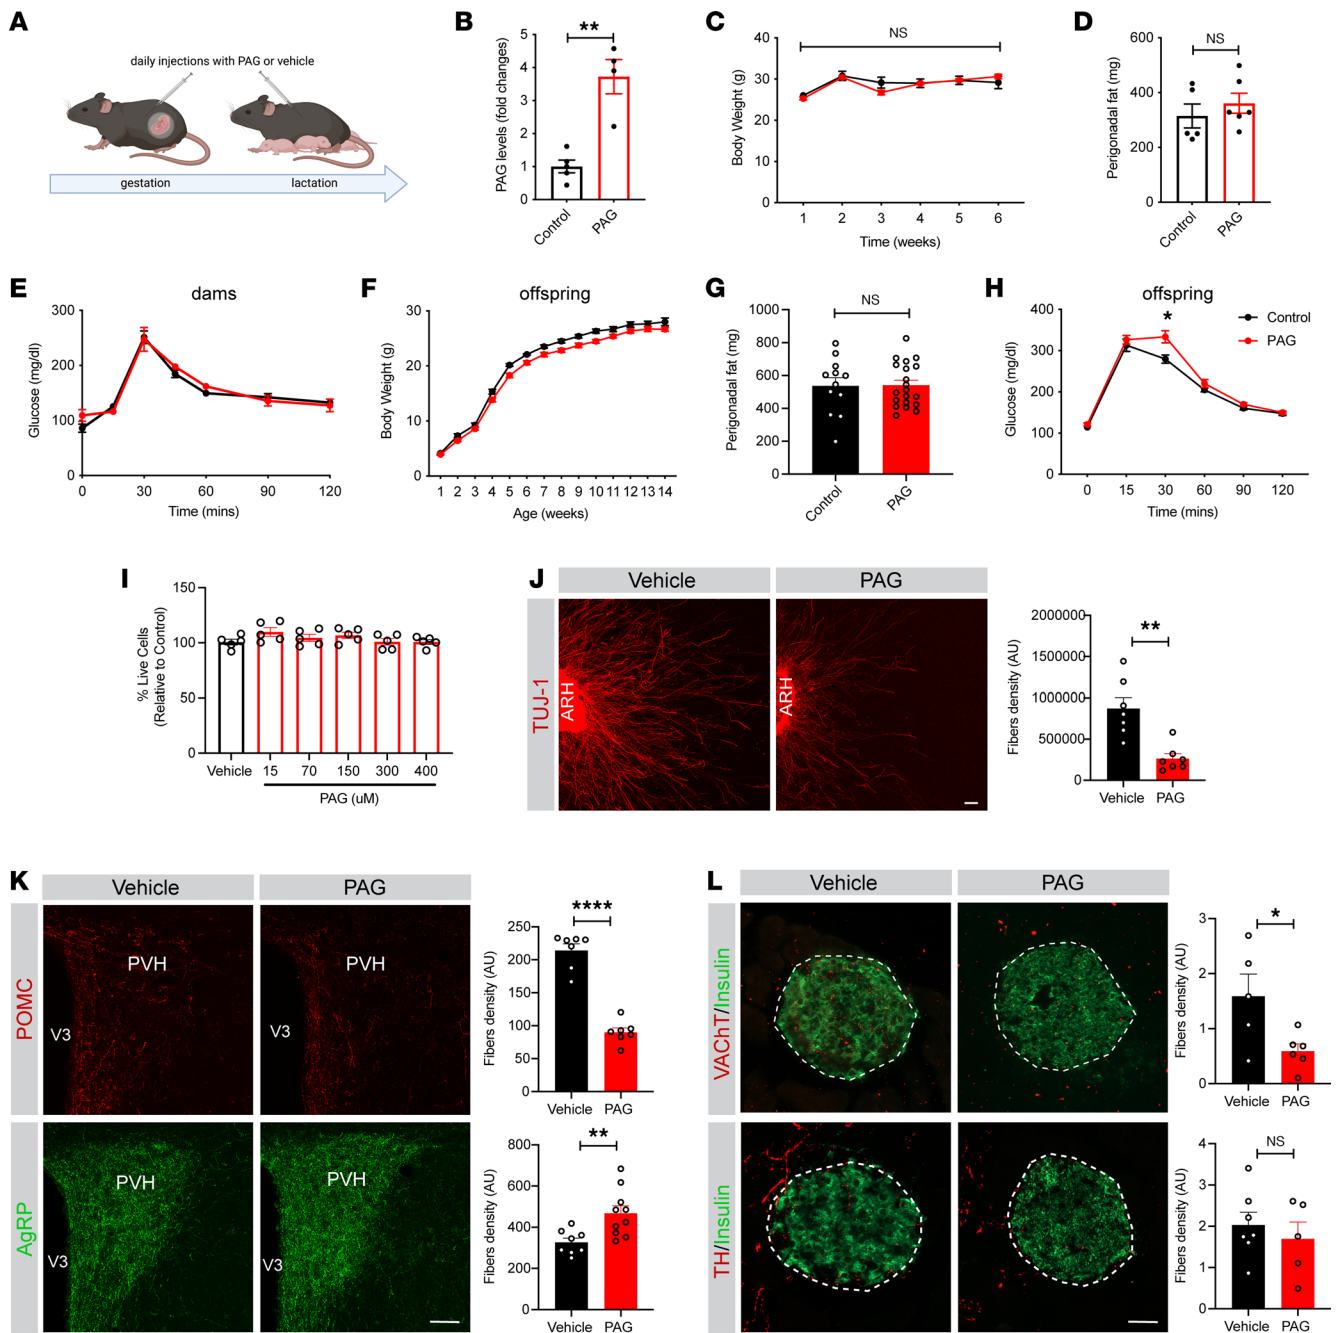 A
daily injections with PAG or vehicle
gestation
lactation
B
**
PAG levels (fold changes)
5
4
3
2
1
0
Control
PAG
C
NS
Body Weight (g)
40
30
20
10
0
1 2 3 4 5 6
Time (weeks)
D
NS
Perigonadal fat (mg)
600
400
200
0
Control
PAG
E
dams
Glucose (mg/dl)
300
200
100
0
0 30 60 90 120
Time (mins)
F
offspring
Body Weight (g)
30
20
10
0
1 2 3 4 5 6 7 8 9 10 11 12 13 14
Age (weeks)
G
NS
Perigonadal fat (mg)
1000
800
600
400
200
0
Control
PAG
H
offspring
*
Control
PAG
Glucose (mg/dl)
400
300
200
100
0
0 15 30 60 90 120
Time (mins)
I
% Live Cells
(Relative to Control)
150
100
50
0
Vehicle 15 70 150 300 400
PAG (uM)
J
Vehicle
PAG
TUJ-1
ARH
ARH
**
Fibers density (AU)
2000000
1500000
1000000
500000
0
Vehicle PAG
K
Vehicle
PAG
POMC
PVH
V3
PVH
V3
****
Fibers density (AU)
250
200
150
100
50
0
Vehicle PAG
AgRP
PVH
V3
PVH
V3
**
Fibers density (AU)
800
600
400
200
0
Vehicle PAG
L
Vehicle
PAG
VAChT/Insulin
*
Fibers density (AU)
3
2
1
0
Vehicle PAG
TH/Insulin
NS
Fibers density (AU)
4
3
2
1
0
Vehicle PAG